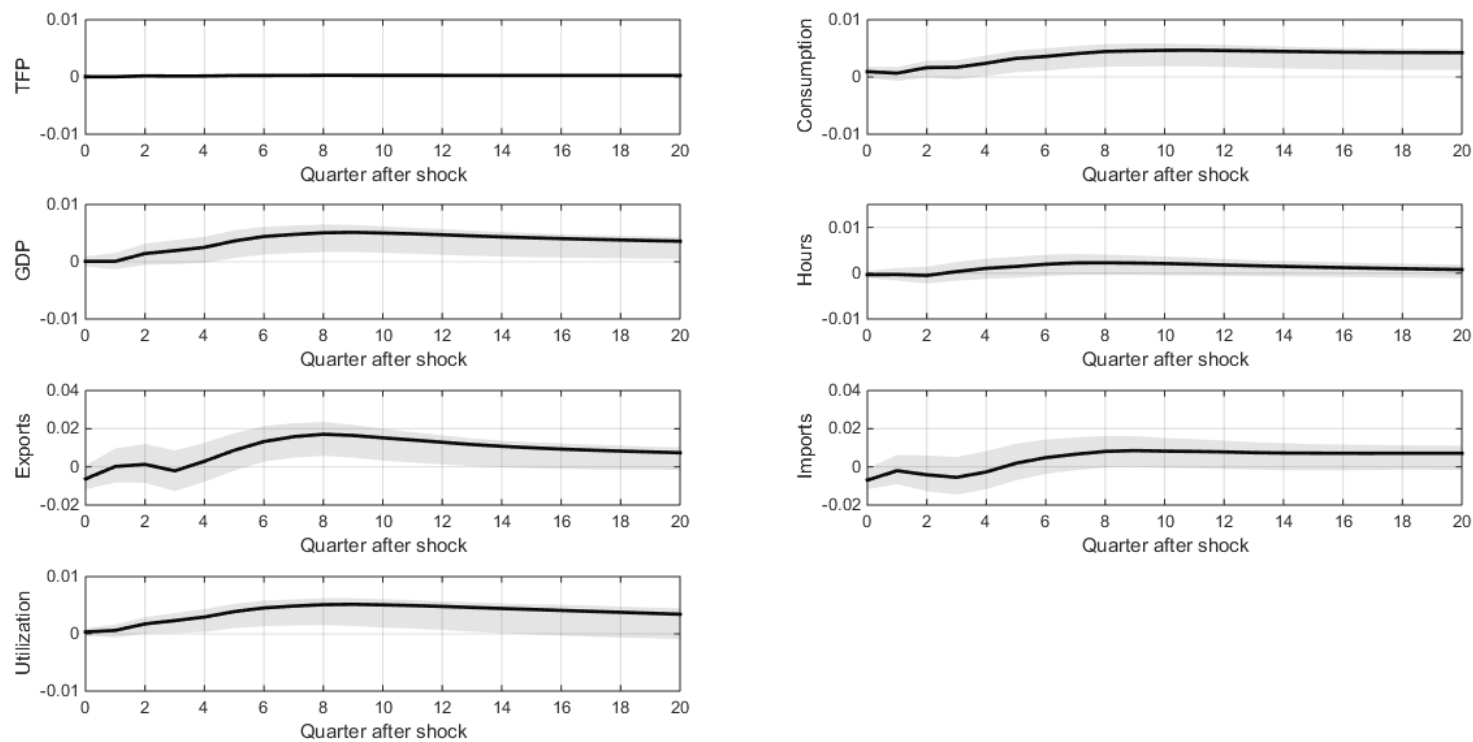 TFP
0.01
0
-0.01
0 2 4 6 8 10 12 14 16 18 20
Quarter after shock
Consumption
0.01
0
-0.01
0 2 4 6 8 10 12 14 16 18 20
Quarter after shock
GDP
0.01
0
-0.01
0 2 4 6 8 10 12 14 16 18 20
Quarter after shock
Hours
0.01
0
-0.01
0 2 4 6 8 10 12 14 16 18 20
Quarter after shock
Exports
0.04
0.02
0
-0.02
0 2 4 6 8 10 12 14 16 18 20
Quarter after shock
Imports
0.04
0.02
0
-0.02
0 2 4 6 8 10 12 14 16 18 20
Quarter after shock
Utilization
0.01
0
-0.01
0 2 4 6 8 10 12 14 16 18 20
Quarter after shock